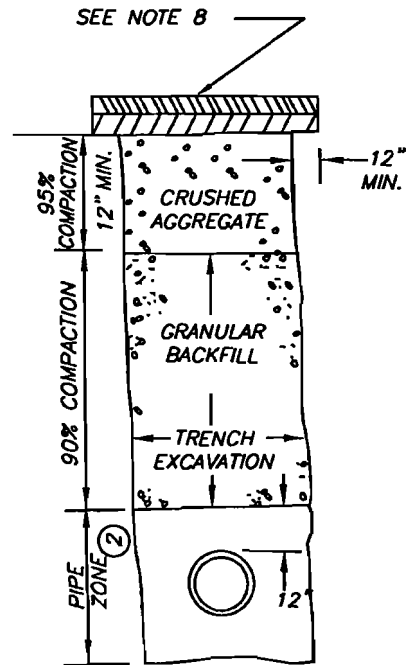 SEE NOTE 8
95%
COMPACTION
12" MIN.
CRUSHED
AGGREGATE
12"
MIN.
90% COMPACTION
GRANULAR
BACKFILL
TRENCH
EXCAVATION
PIPE
ZONE
2
12"